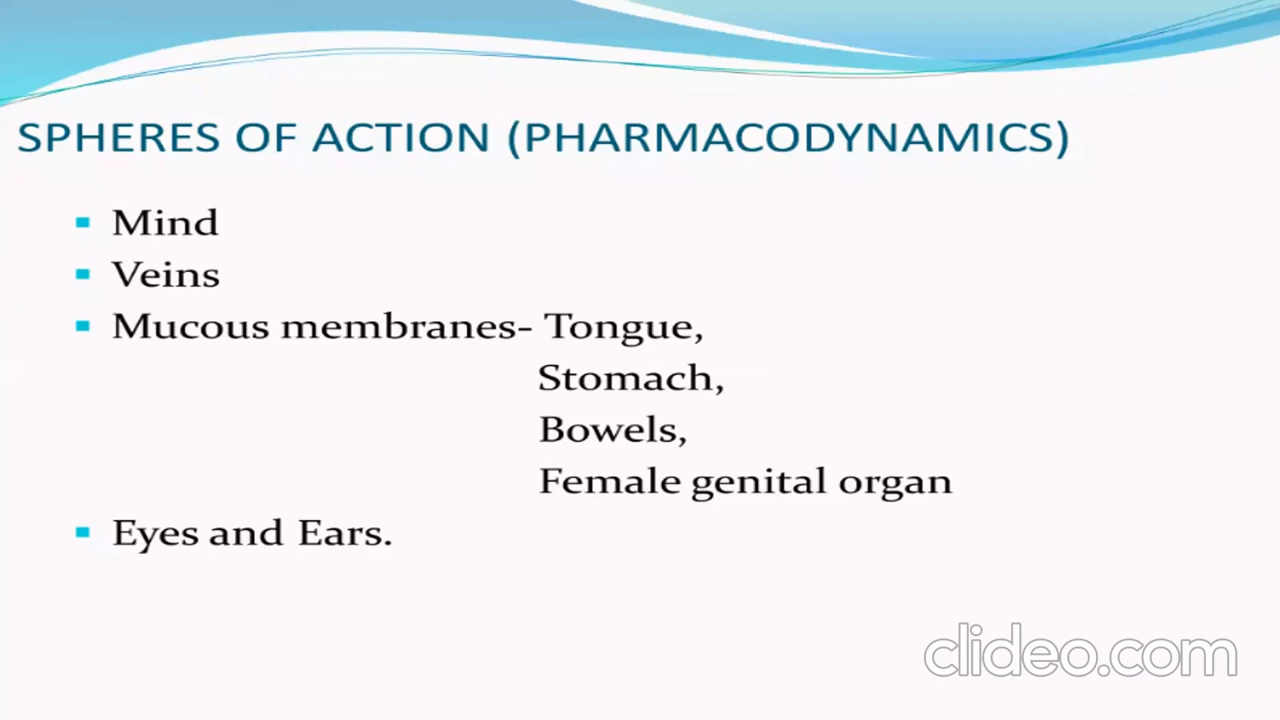 SPHERES OF ACTION (PHARMACODYNAMICS)
Mind
Veins
Mucous membranes- Tongue,
Stomach,
Bowels,
Female genital organ
Eyes and Ears.
clideo.com